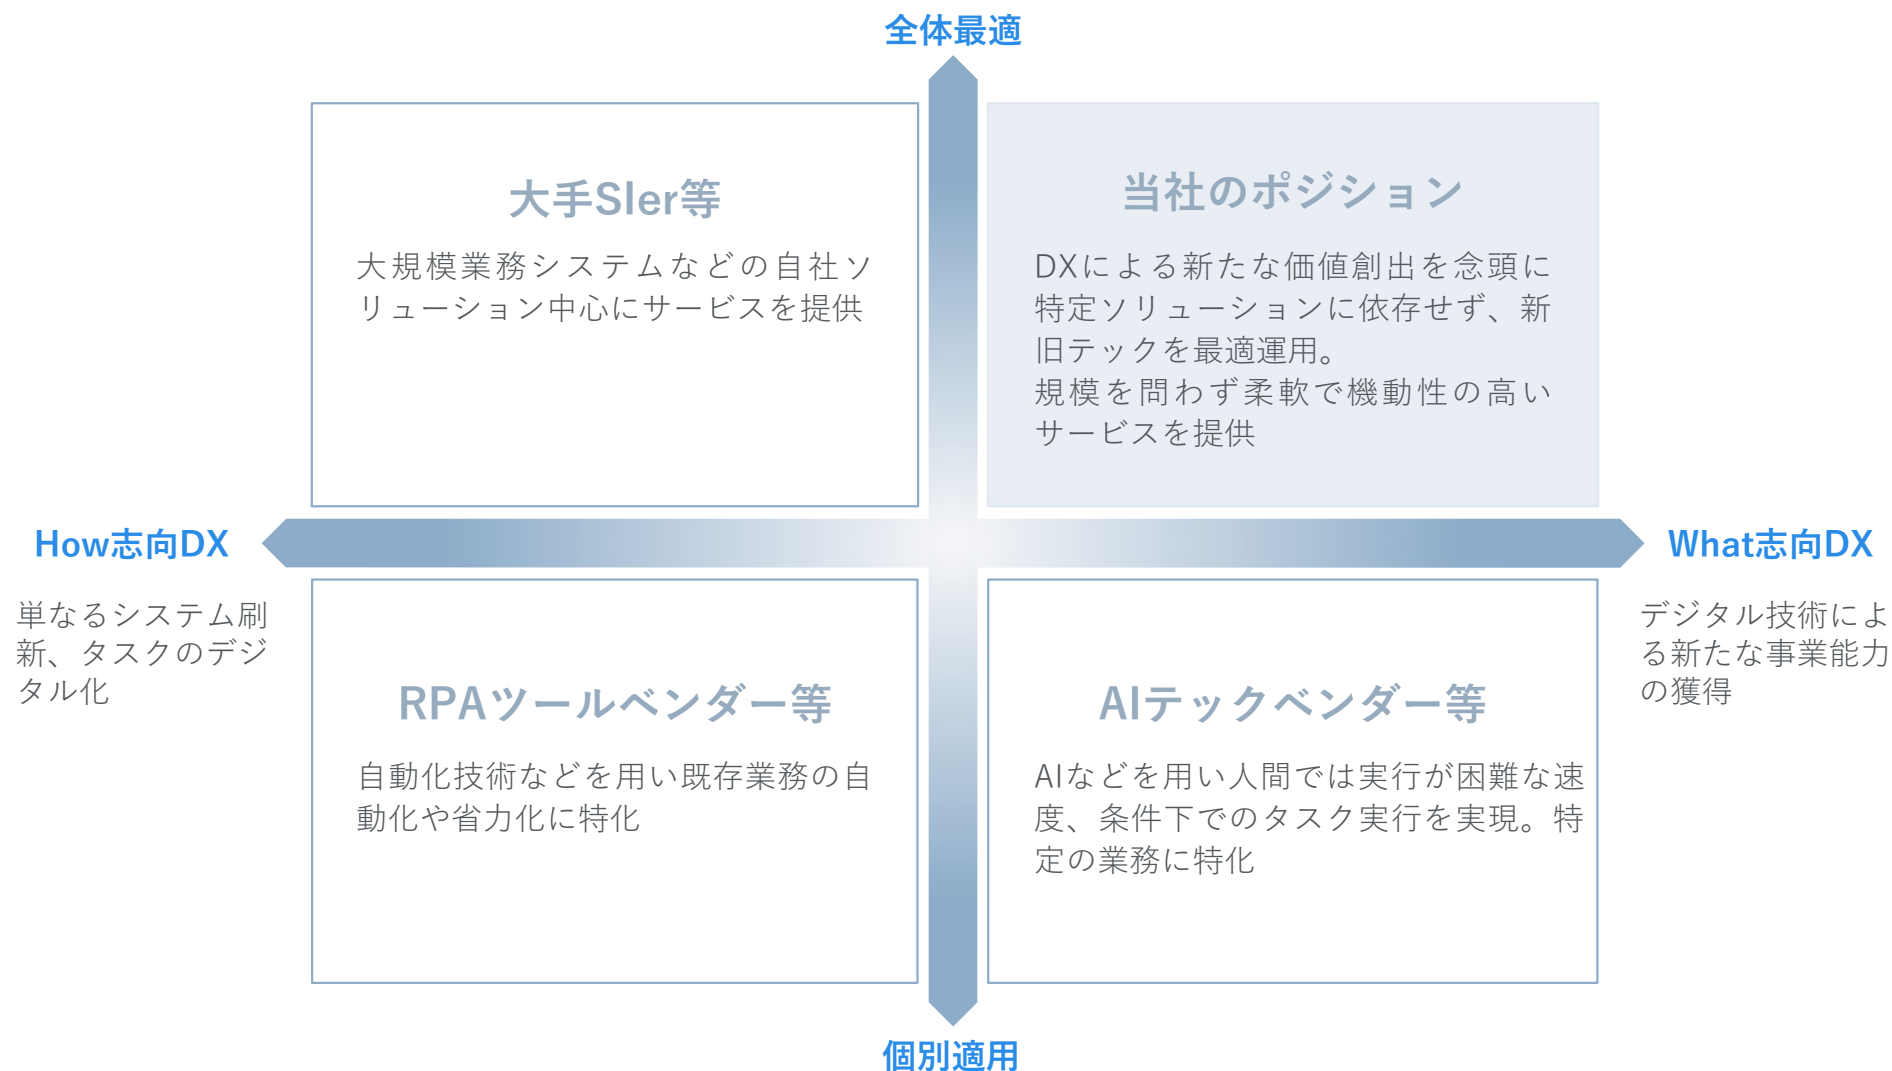 全体最適
大手SIer等
大規模業務システムなどの自社ソ
リューション中心にサービスを提供
当社のポジション
DXによる新たな価値創出を念頭に
特定ソリューションに依存せず、新
旧テックを最適運用。
規模を問わず柔軟で機動性の高い
サービスを提供
How志向DX
単なるシステム刷
新、タスクのデジ
タル化
What志向DX
デジタル技術によ
る新たな事業能力
の獲得
RPAツールベンダー等
自動化技術などを用い既存業務の自
動化や省力化に特化
AIテックベンダー等
AIなどを用い人間では実行が困難な速
度、条件下でのタスク実行を実現。特
定の業務に特化
個別適用